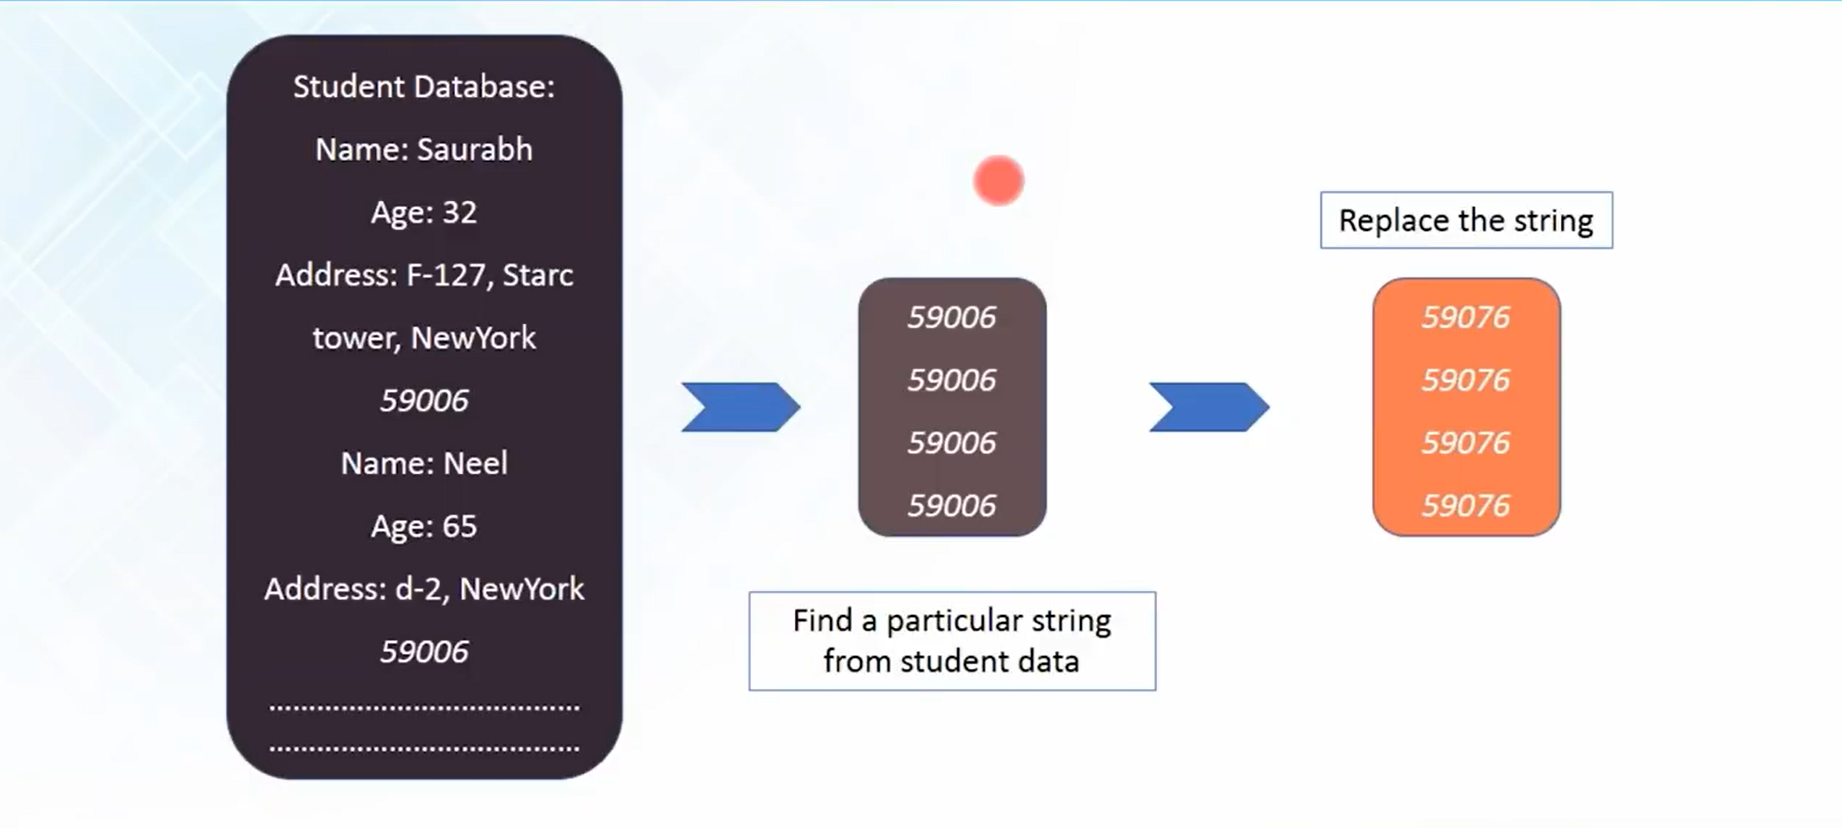 Student Database:
Name: Saurabh
Age: 32
Address: F-127, Starc
tower, NewYork
59006
Name: Neel
Age: 65
Address: d-2, NewYork
59006
.......................................
.......................................
59006
59006
59006
59006
Find a particular string
from student data
Replace the string
59076
59076
59076
59076